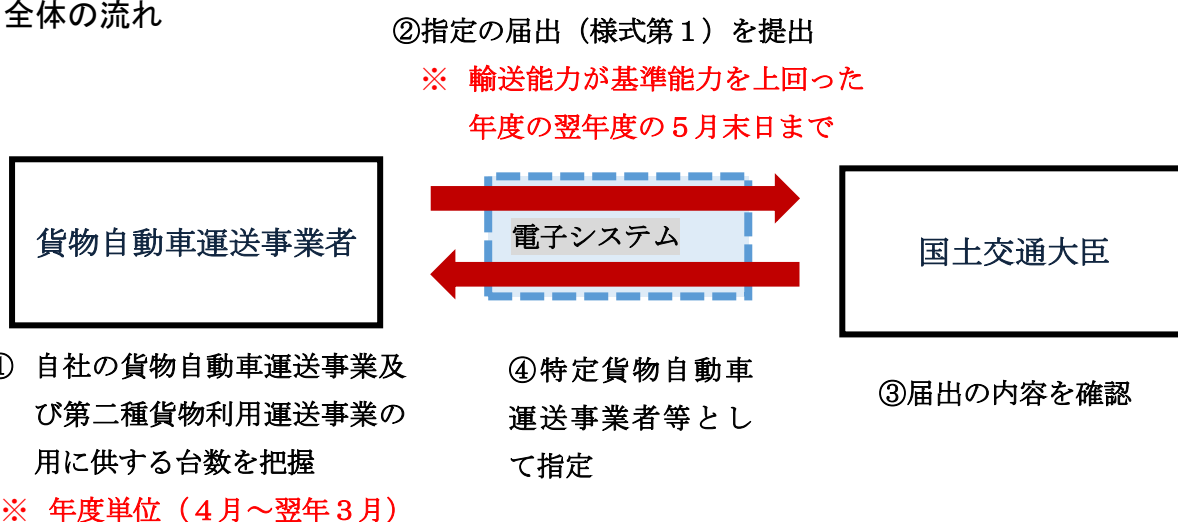 全体の流れ
②指定の届出（様式第１）を提出
※ 輸送能力が基準能力を上回った
年度の翌年度の５月末日まで
貨物自動車運送事業者
電子システム
国土交通大臣
① 自社の貨物自動車運送事業及
び第二種貨物利用運送事業の
用に供する台数を把握
※ 年度単位（４月～翌年３月）
④特定貨物自動車
運送事業者等とし
て指定
③届出の内容を確認